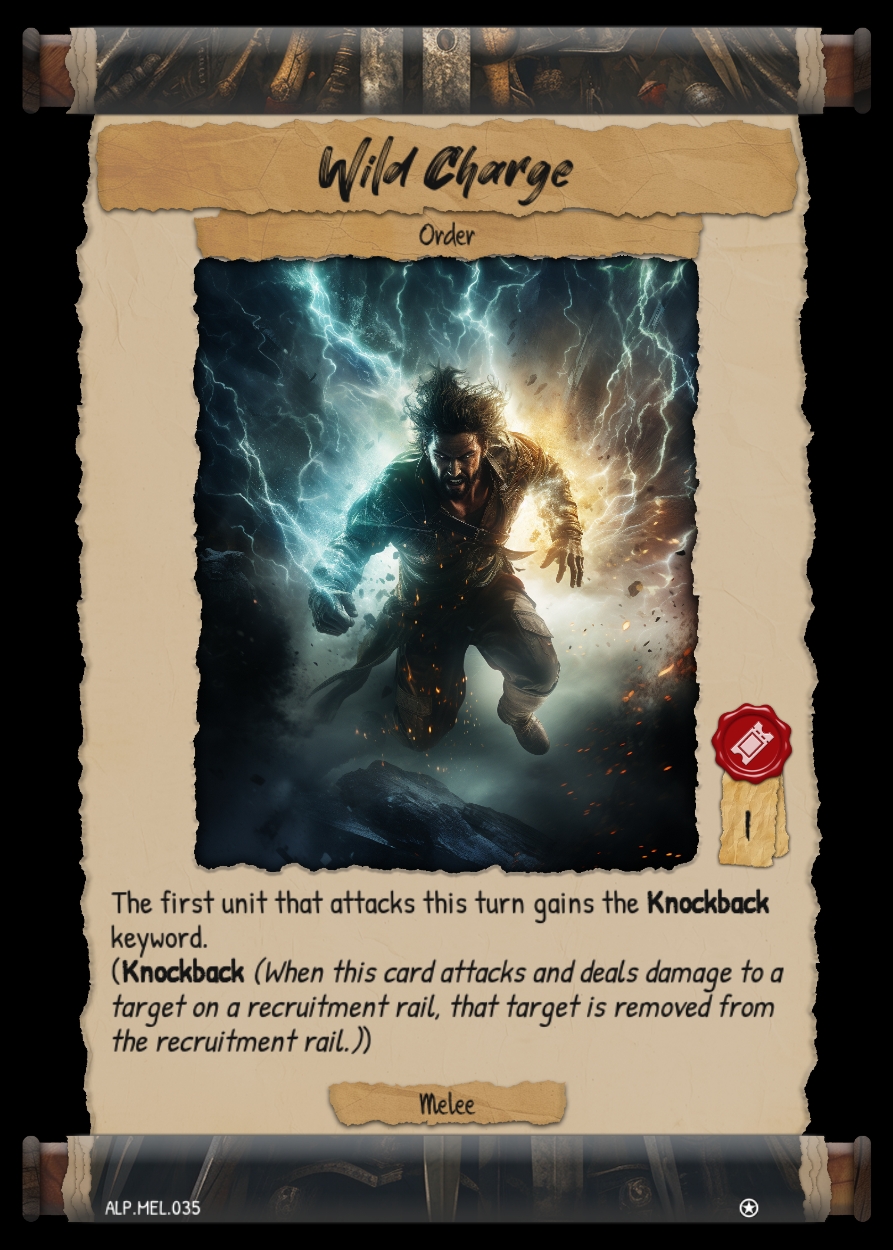 Wild Charge
Order
1
The first unit that attacks this turn gains the Knockback
keyword.
(Knockback (When this card attacks and deals damage to a
target on a recruitment rail, that target is removed from
the recruitment rail.))
Melee
ALP.MEL.035